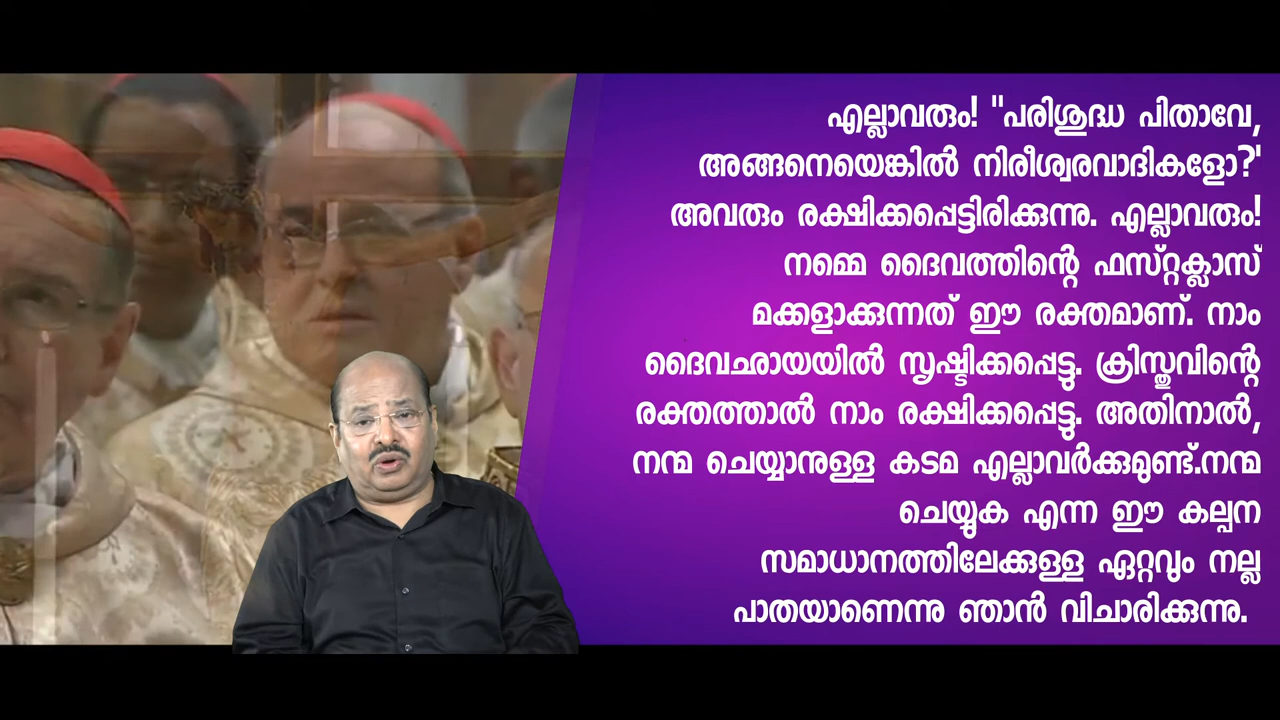 എല്ലാവരും! "പരിശുദ്ധ പിതാവേ,
അങ്ങനെയെങ്കിൽ നിരീശ്വരവാദികളോ?'
അവരും രക്ഷിക്കപ്പെട്ടിരിക്കുന്നു. എല്ലാവരും!
നമ്മെ ദൈവത്തിന്റെ ഫസ്റ്റക്ലാസ്
മക്കളാക്കുന്നത് ഈ രക്തമാണ്. നാം
ദൈവഛായയിൽ സൃഷ്ടിക്കപ്പെട്ടു. ക്രിസ്തുവിന്റെ
രക്തത്താൽ നാം രക്ഷിക്കപ്പെട്ടു. അതിനാൽ,
നന്മ ചെയ്യാനുള്ള കടമ എല്ലാവർക്കുമുണ്ട്.നന്മ
ചെയ്യുക എന്ന ഈ കല്പന
സമാധാനത്തിലേക്കുള്ള ഏറ്റവും നല്ല
പാതയാണെന്നു ഞാൻ വിചാരിക്കുന്നു.